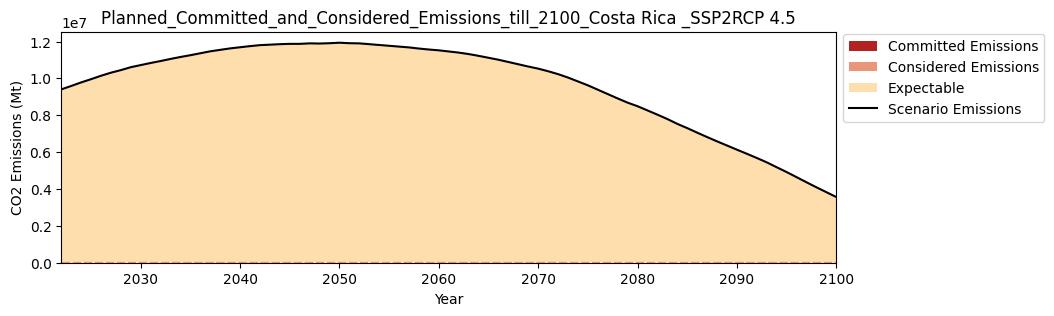 Planned_Committed_and_Considered_Emissions_till_2100_Costa Rica _SSP2RCP 4.5
1e7
1.2
1.0
0.8
0.6
0.4
0.2
0.0
CO2 Emissions (Mt)
2030 2040 2050 2060 2070 2080 2090 2100
Year
Committed Emissions
Considered Emissions
Expectable
Scenario Emissions